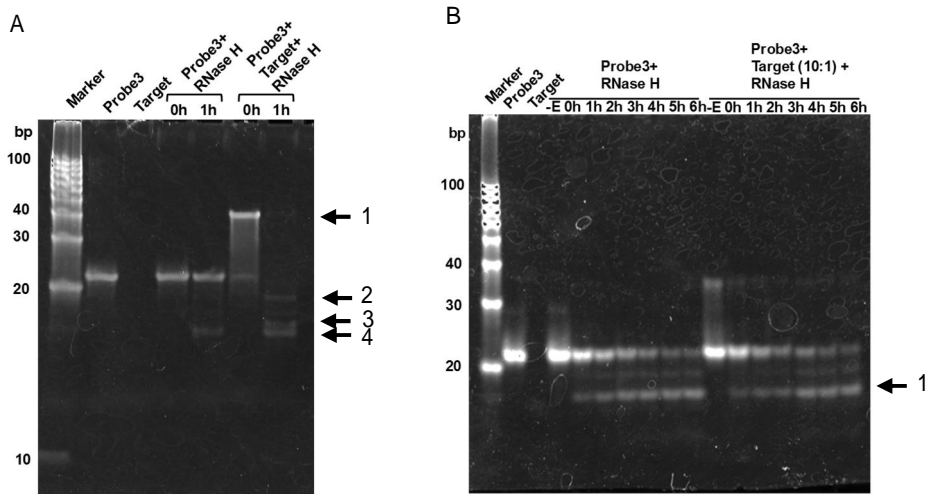 A
Marker
Probe3
Target
Probe3+
RNase H
Probe3+
Target+
RNase H
0h 1h 0h 1h
bp
100
40
30
20
10
1
2
3
4
B
Marker
Probe3
Target
Probe3+
RNase H
Probe3+
Target (10:1) +
RNase H
-E 0h 1h 2h 3h 4h 5h 6h -E 0h 1h 2h 3h 4h 5h 6h
bp
100
40
30
20
1